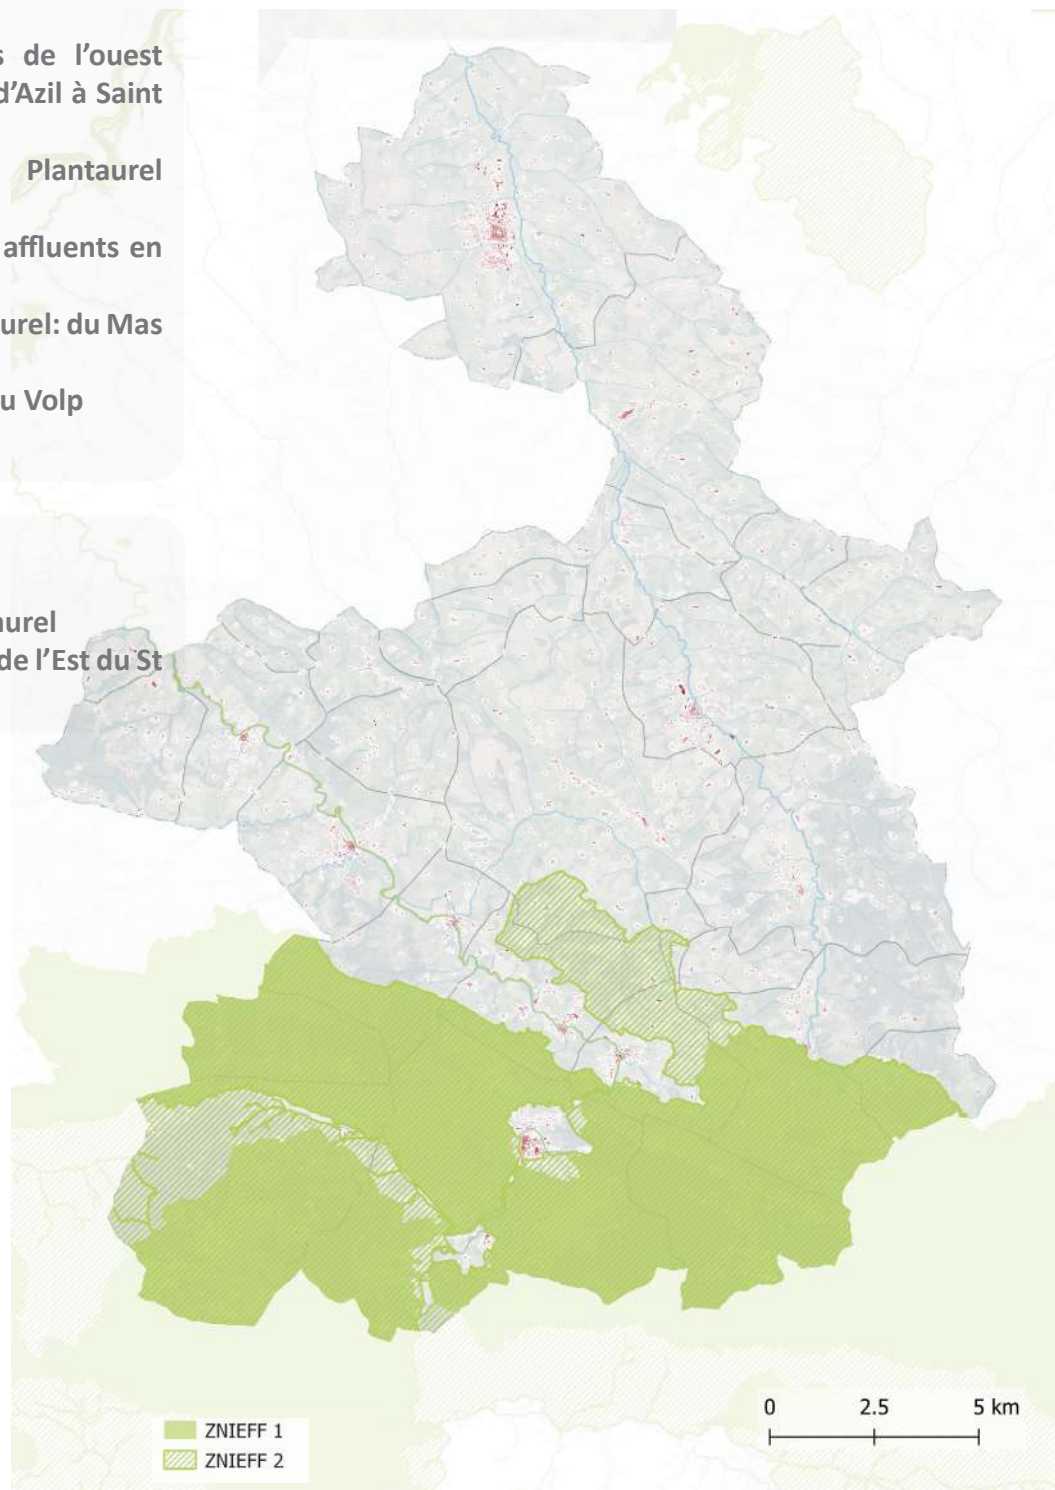 s de l’ouest
d’Azil à Saint
Plantaurel
affluents en
urel: du Mas
u Volp
urel
de l’Est du St
0 2.5 5 km
ZNIEFF 1
ZNIEFF 2